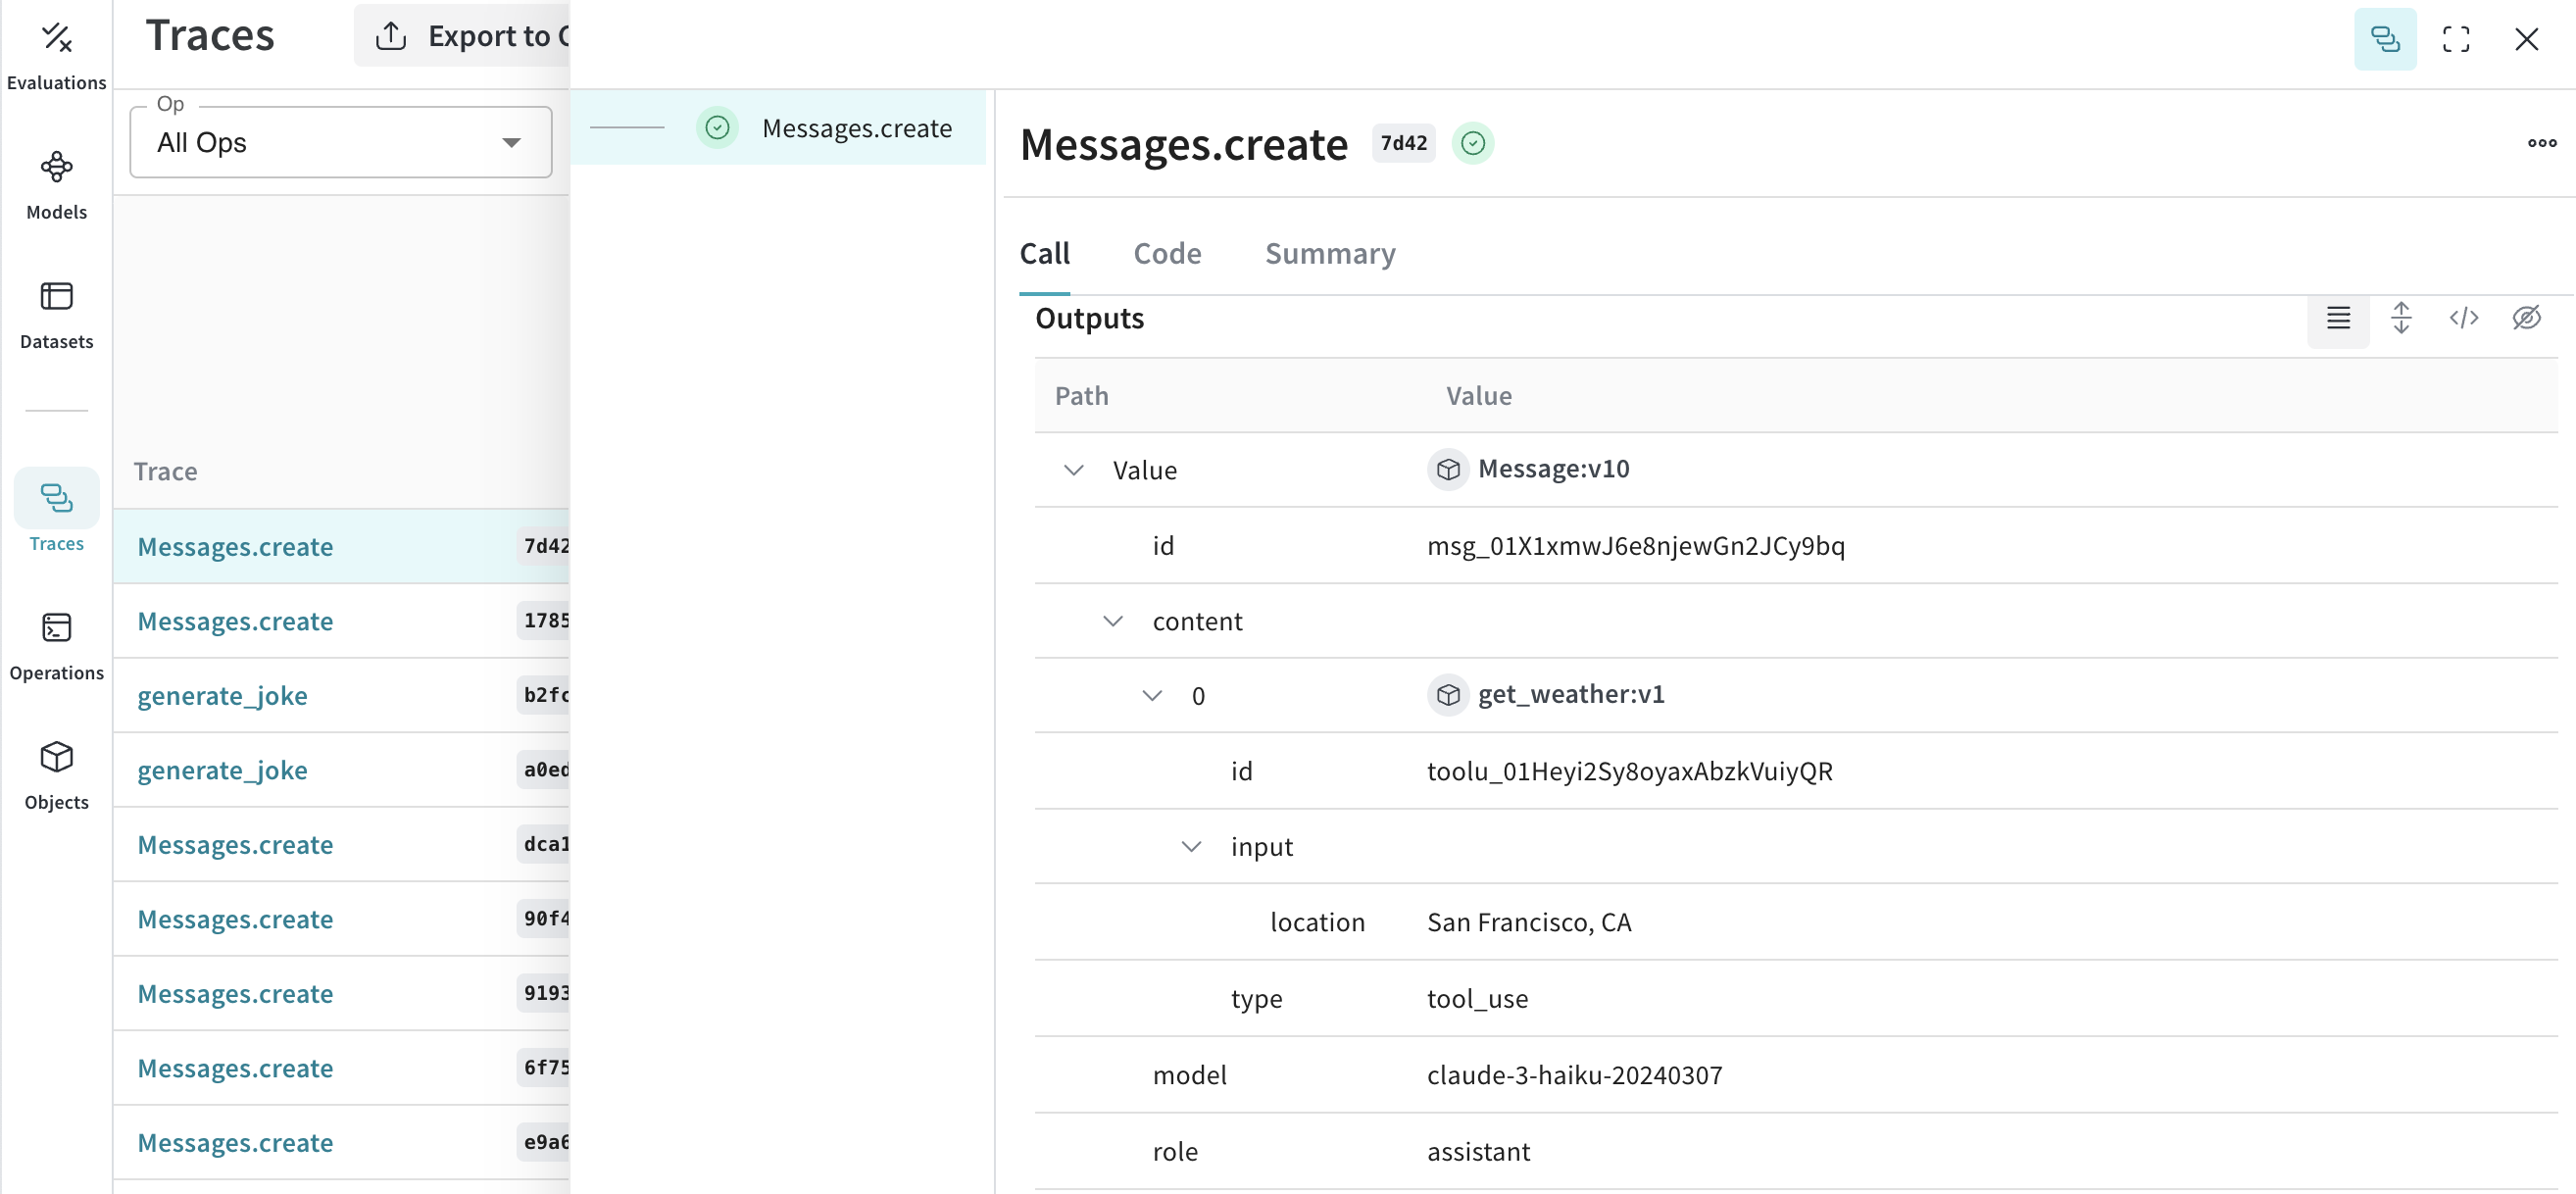 Evaluations
Models
Datasets
Traces
Operations
Objects
Traces
Export to C
Op
All Ops
Trace
Messages.create 7d42
Messages.create 1785
generate_joke b2fc
generate_joke a0ed
Messages.create dca1
Messages.create 90f4
Messages.create 9193
Messages.create 6f75
Messages.create e9a6
Messages.create
Messages.create 7d42
Call Code Summary
Outputs
Path Value
Value Message:v10
id msg_01X1xmwJ6e8njewGn2JCy9bq
content
0 get_weather:v1
id toolu_01Heyi2Sy8oyaxAbzkVuiyQR
input
location San Francisco, CA
type tool_use
model claude-3-haiku-20240307
role assistant